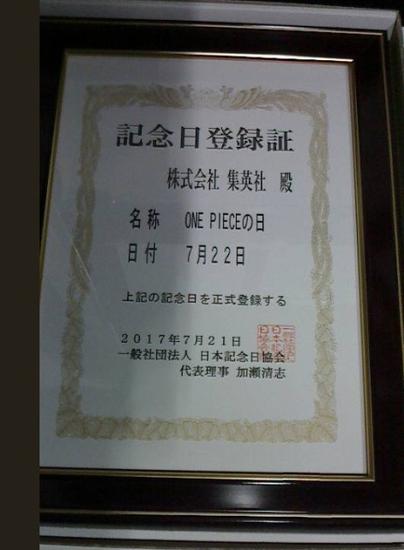 記念日登録証
株式会社 集英社 殿
名称 ONE PIECEの日
日付 7月22日
上記の記念日を正式登録する
2017年7月21日
一般社団法人 日本記念日協会
代表理事 加瀬清志